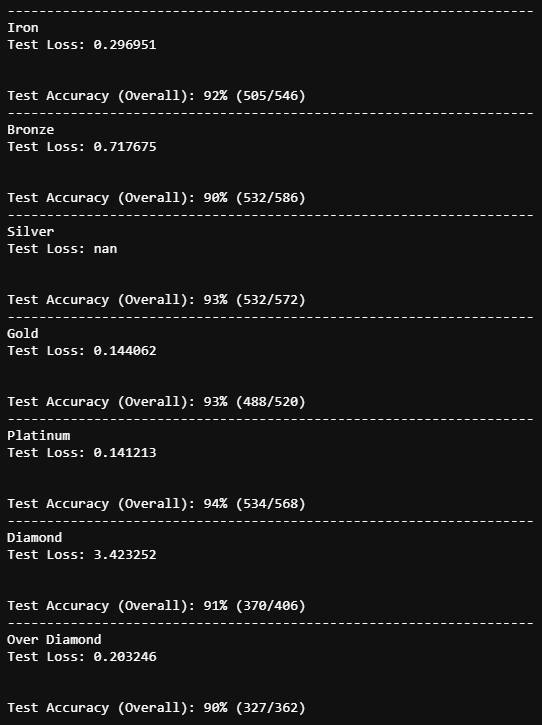 --------------------------------------------------------------------
Iron
Test Loss: 0.296951
Test Accuracy (Overall): 92% (505/546)
--------------------------------------------------------------------
Bronze
Test Loss: 0.717675
Test Accuracy (Overall): 90% (532/586)
--------------------------------------------------------------------
Silver
Test Loss: nan
Test Accuracy (Overall): 93% (532/572)
--------------------------------------------------------------------
Gold
Test Loss: 0.144062
Test Accuracy (Overall): 93% (488/520)
--------------------------------------------------------------------
Platinum
Test Loss: 0.141213
Test Accuracy (Overall): 94% (534/568)
--------------------------------------------------------------------
Diamond
Test Loss: 3.423252
Test Accuracy (Overall): 91% (370/406)
--------------------------------------------------------------------
Over Diamond
Test Loss: 0.203246
Test Accuracy (Overall): 90% (327/362)